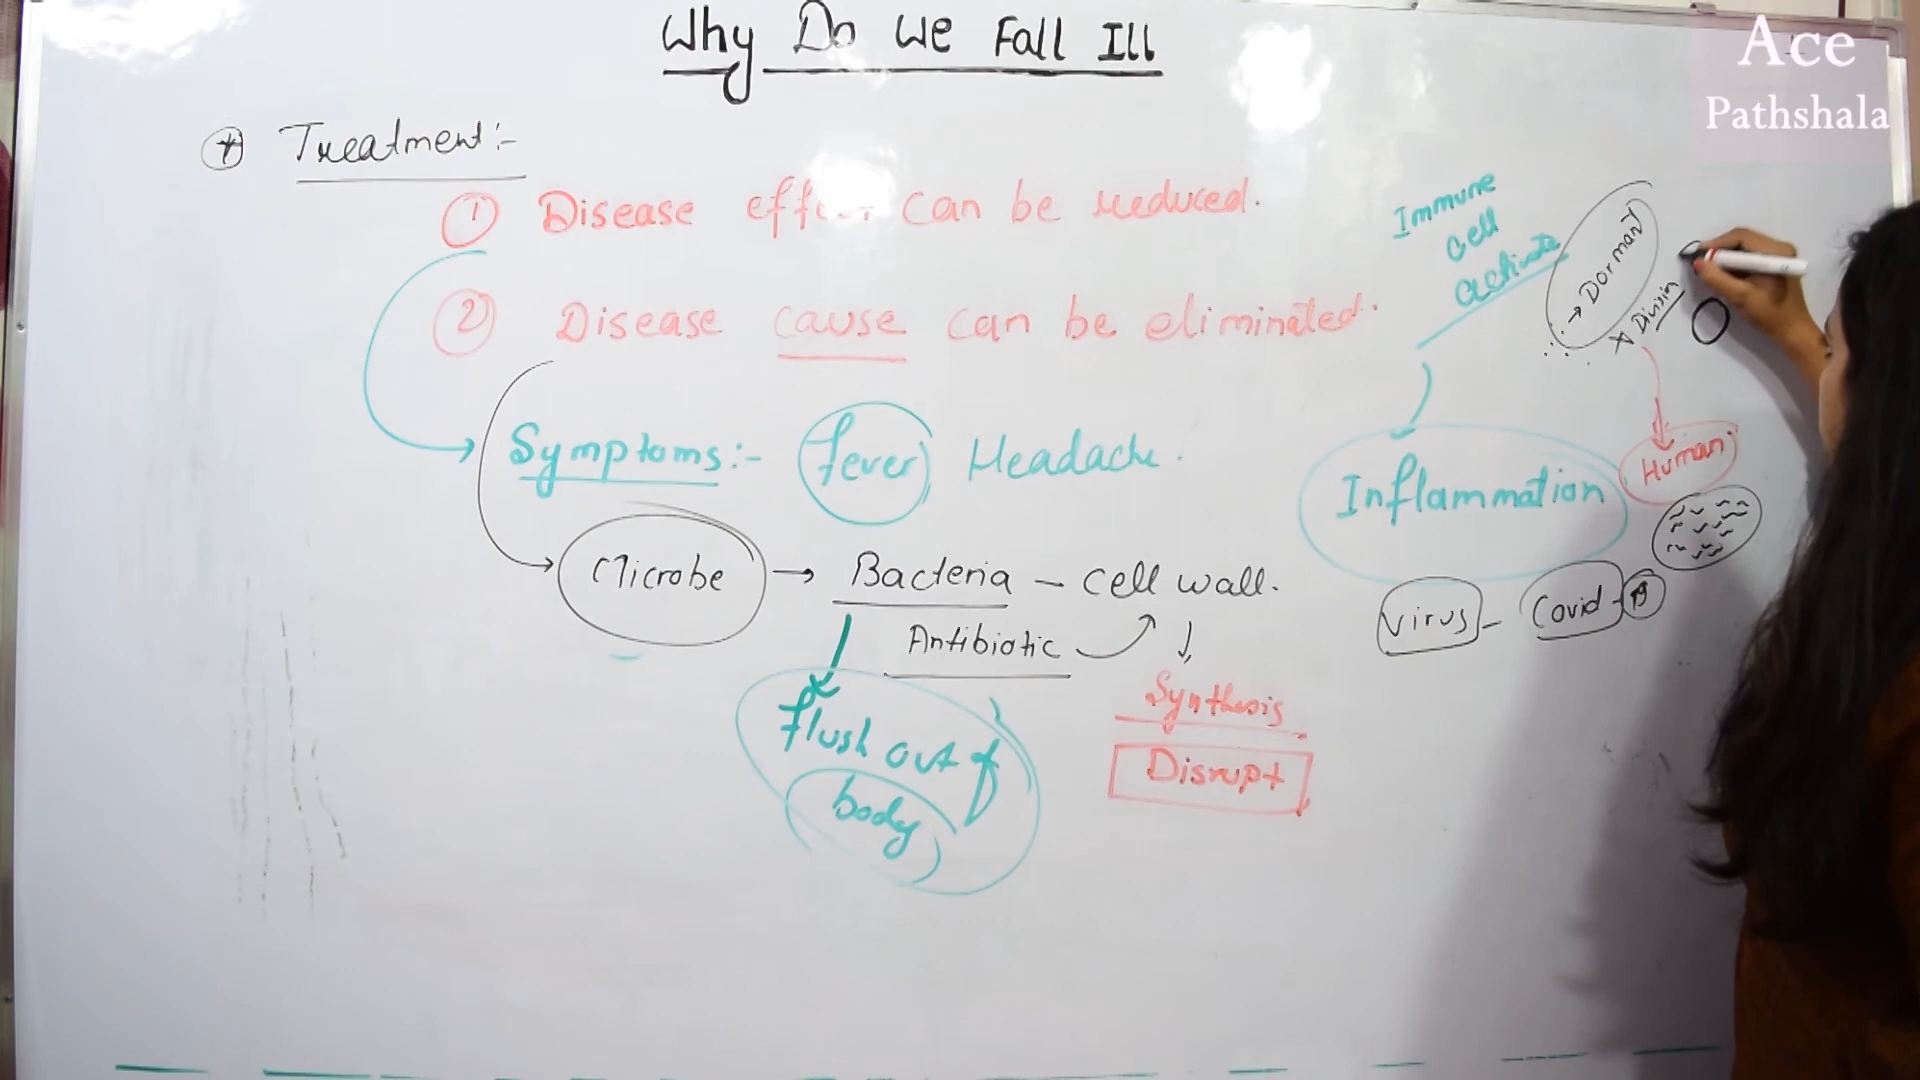 Why Do We Fall Ill
Ace
Pathshala
Treatment:-
① Disease effect can be reduced.
② Disease cause can be eliminated.
Immune
cell
activate
→ Dormant
x Divisin
Human
Symptoms:- fever Headache.
Inflammation
Microbe → Bacteria - cell wall.
Antibiotic
Virus - Covid -
Synthesis
Disrupt
flush out of
body